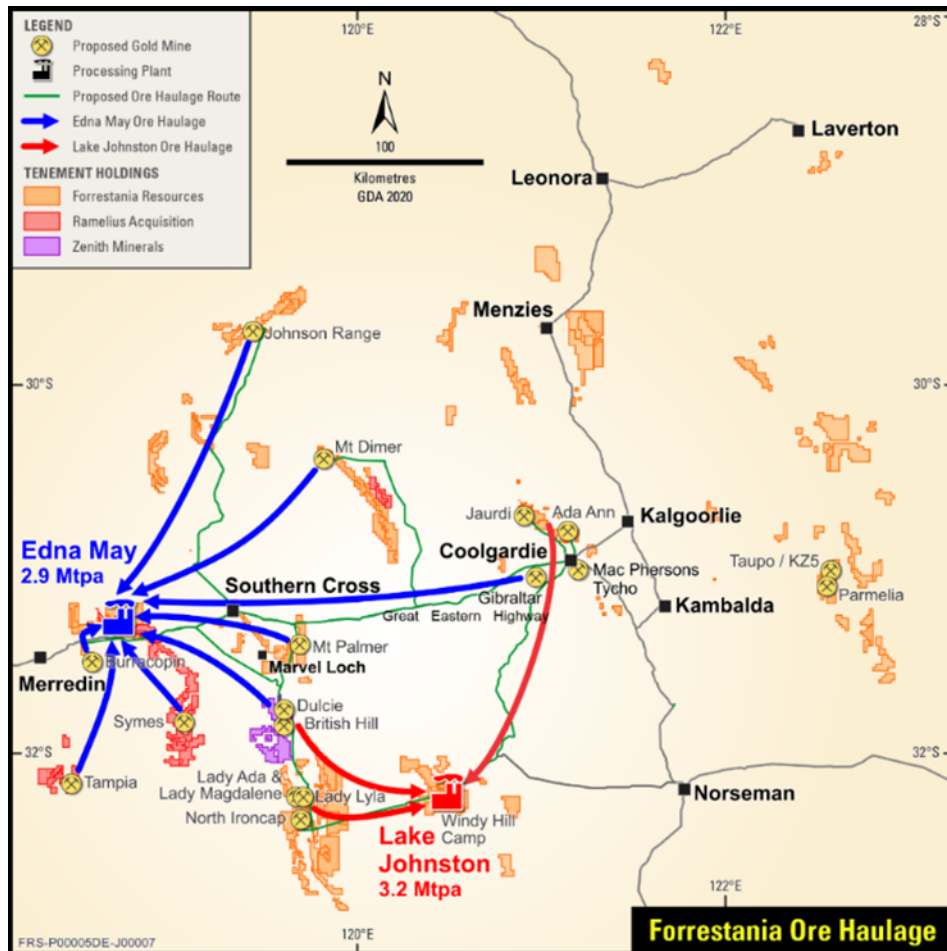 LEGEND
Proposed Gold Mine
Processing Plant
Proposed Ore Haulage Route
Edna May Ore Haulage
Lake Johnston Ore Haulage
TENEMENT HOLDINGS
Forrestania Resources
Ramelius Acquisition
Zenith Minerals
120°E
122°E
28°S
N
100
Kilometres
GDA 2020
Laverton
Leonora
Menzies
Johnson Range
30°S
30°S
Mt Dimer
Jaurdi
Ada Ann
Kalgoorlie
Edna May
2.9 Mtpa
Coolgardie
Mac Phersons
Tycho
Taupo / KZ5
Parmelia
Southern Cross
Gibraltar
Great Eastern Highway
Kambalda
Mt Palmer
Marvel Loch
Burracopin
Merredin
Dulcie
British Hill
Symes
32°S
32°S
Tampia
Lady Ada &
Lady Magdalene
Lady Lyla
North Ironcap
Windy Hill
Camp
Norseman
Lake
Johnston
3.2 Mtpa
120°E
122°E
FRS-P00005DE-J00007
Forrestania Ore Haulage